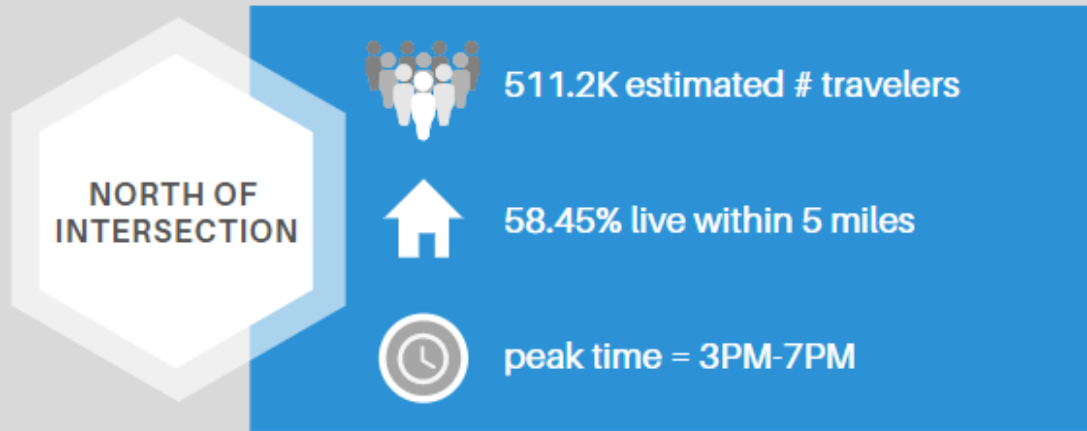 NORTH OF
INTERSECTION
511.2K estimated # travelers
58.45% live within 5 miles
peak time = 3PM-7PM